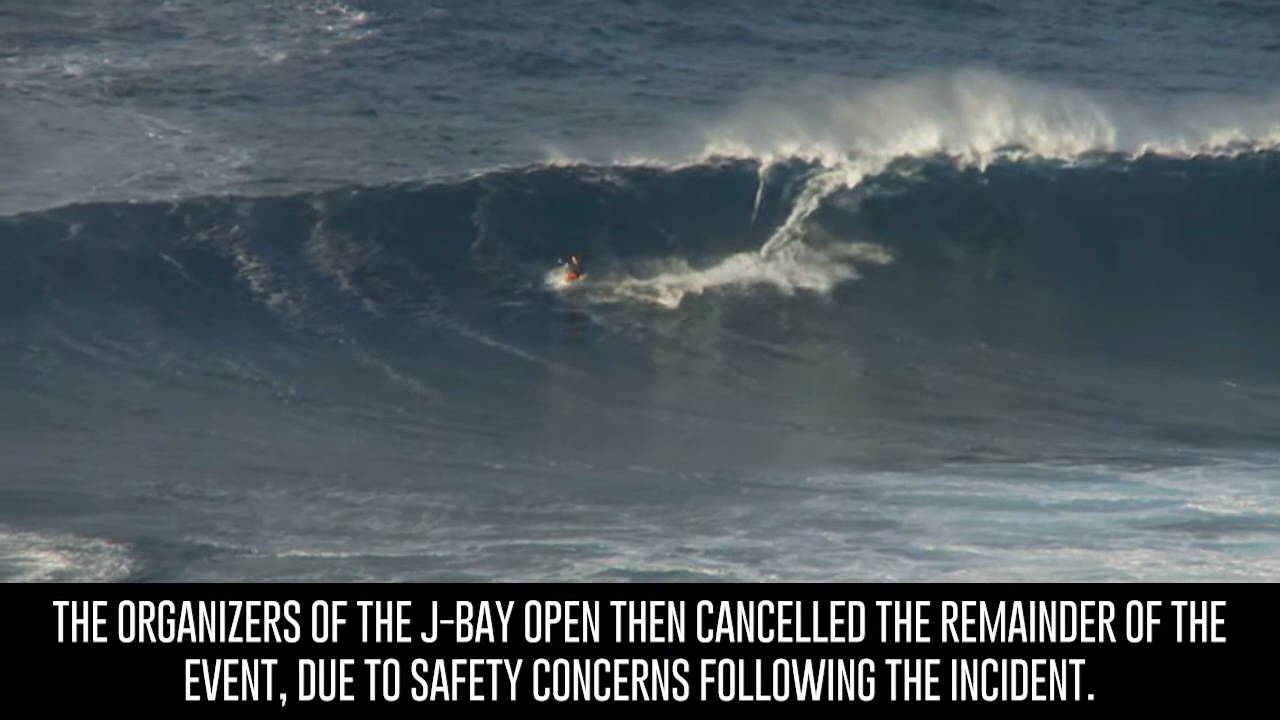 THE ORGANIZERS OF THE J-BAY OPEN THEN CANCELLED THE REMAINDER OF THE
EVENT, DUE TO SAFETY CONCERNS FOLLOWING THE INCIDENT.